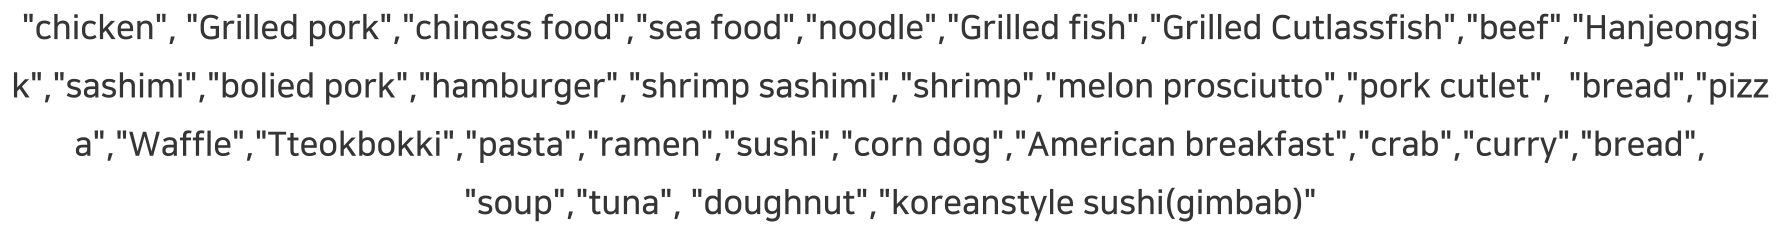 "chicken", "Grilled pork","chiness food","sea food","noodle","Grilled fish","Grilled Cutlassfish","beef","Hanjeongsi
k","sashimi","bolied pork","hamburger","shrimp sashimi","shrimp","melon prosciutto","pork cutlet",  "bread","pizz
a","Waffle","Tteokbokki","pasta","ramen","sushi","corn dog","American breakfast","crab","curry","bread",
"soup","tuna", "doughnut","koreanstyle sushi(gimbab)"